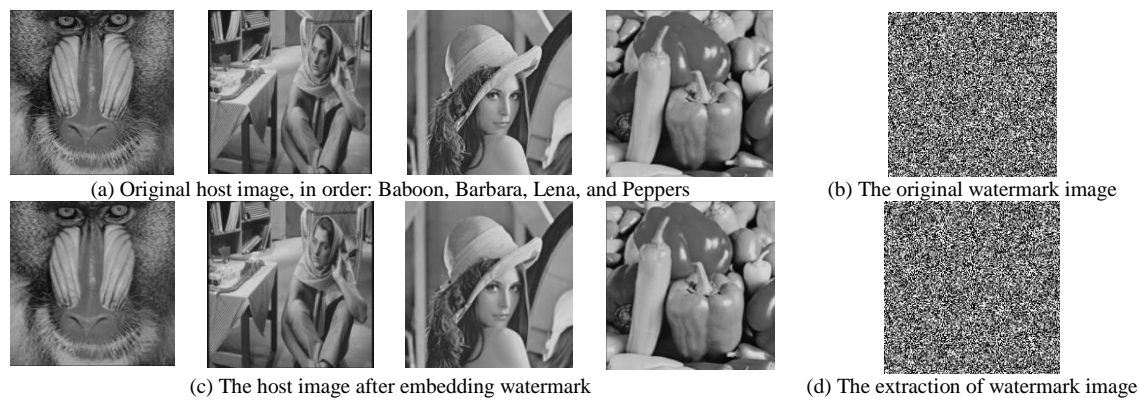 (a) Original host image, in order: Baboon, Barbara, Lena, and Peppers
(b) The original watermark image
(c) The host image after embedding watermark
(d) The extraction of watermark image